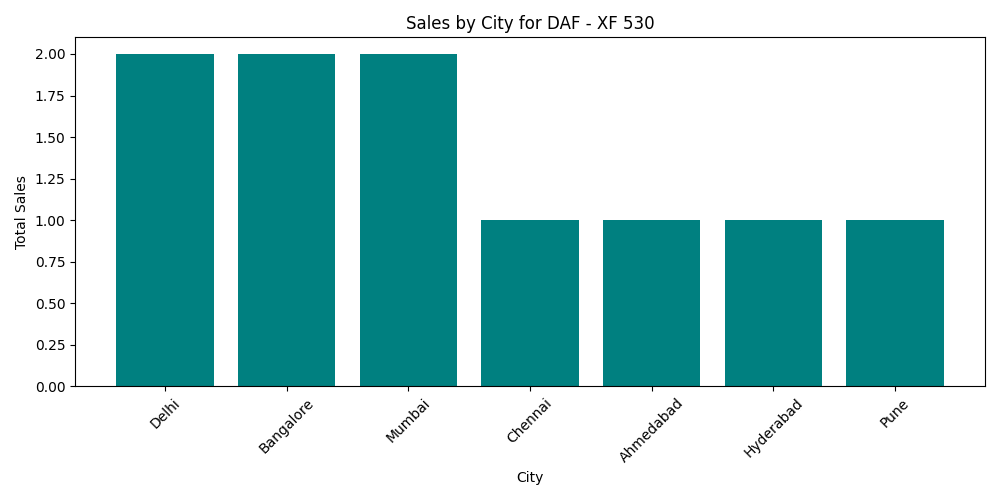 Sales by City for DAF - XF 530
Total Sales
2.00
1.75
1.50
1.25
1.00
0.75
0.50
0.25
0.00
Delhi
Bangalore
Mumbai
Chennai
Ahmedabad
Hyderabad
Pune
City